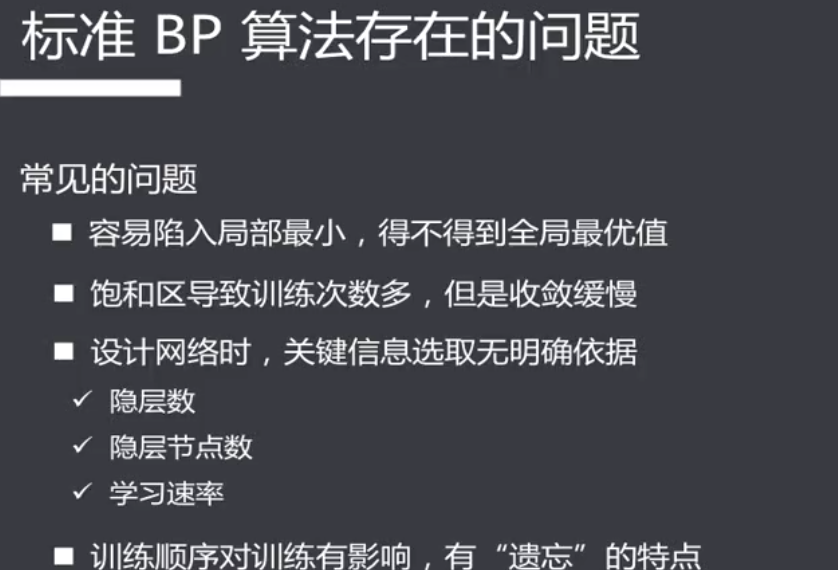 标准 BP 算法存在的问题
常见的问题
■ 容易陷入局部最小，得不得到全局最优值
■ 饱和区导致训练次数多，但是收敛缓慢
■ 设计网络时，关键信息选取无明确依据
✓ 隐层数
✓ 隐层节点数
✓ 学习速率
■ 训练顺序对训练有影响，有“遗忘”的特点